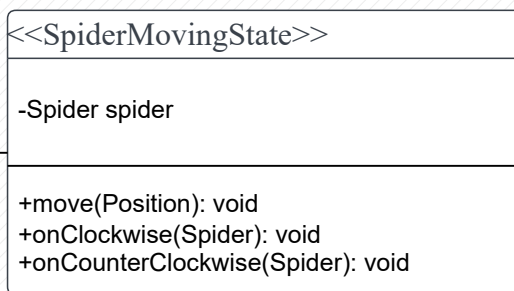 <<SpiderMovingState>>
-Spider spider
+move(Position): void
+onClockwise(Spider): void
+onCounterClockwise(Spider): void